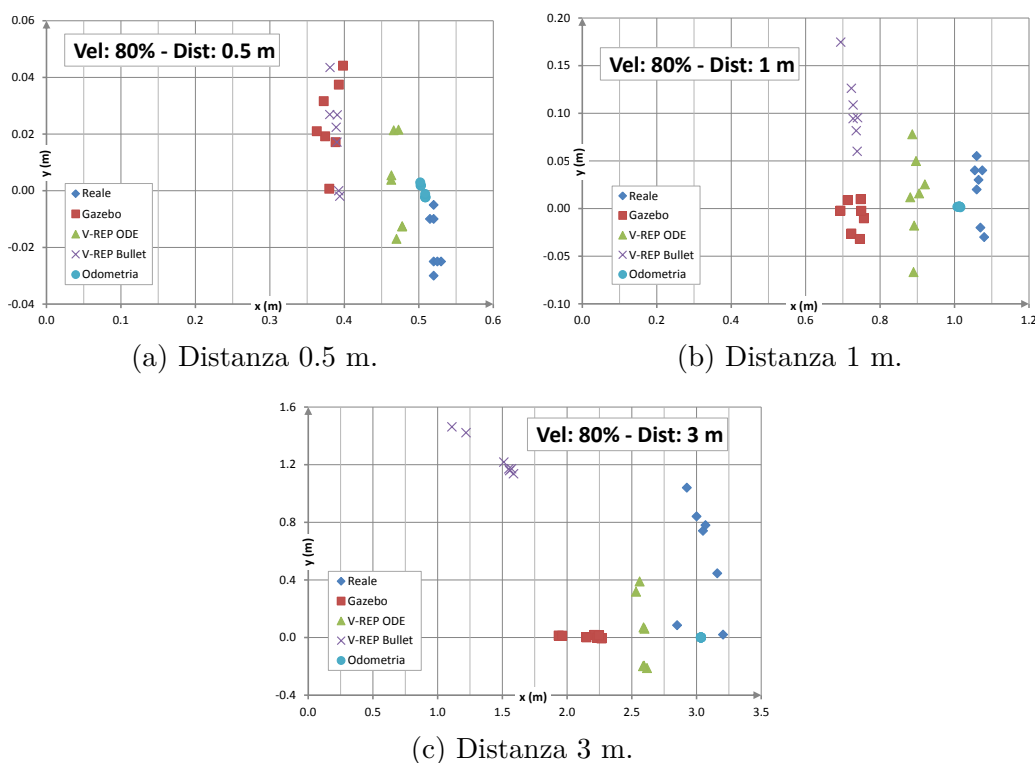 0.06
0.04
0.02
0.00
-0.02
-0.04
y (m)
Vel: 80% - Dist: 0.5 m
Reale
Gazebo
V-REP ODE
V-REP Bullet
Odometria
x (m)
0.0 0.1 0.2 0.3 0.4 0.5 0.6
(a) Distanza 0.5 m.
0.20
0.15
0.10
0.05
0.00
-0.05
-0.10
y (m)
Vel: 80% - Dist: 1 m
Reale
Gazebo
V-REP ODE
V-REP Bullet
Odometria
x (m)
0.0 0.2 0.4 0.6 0.8 1.0 1.2
(b) Distanza 1 m.
1.6
1.2
0.8
0.4
0.0
-0.4
y (m)
Vel: 80% - Dist: 3 m
Reale
Gazebo
V-REP ODE
V-REP Bullet
Odometria
x (m)
0.0 0.5 1.0 1.5 2.0 2.5 3.0 3.5
(c) Distanza 3 m.